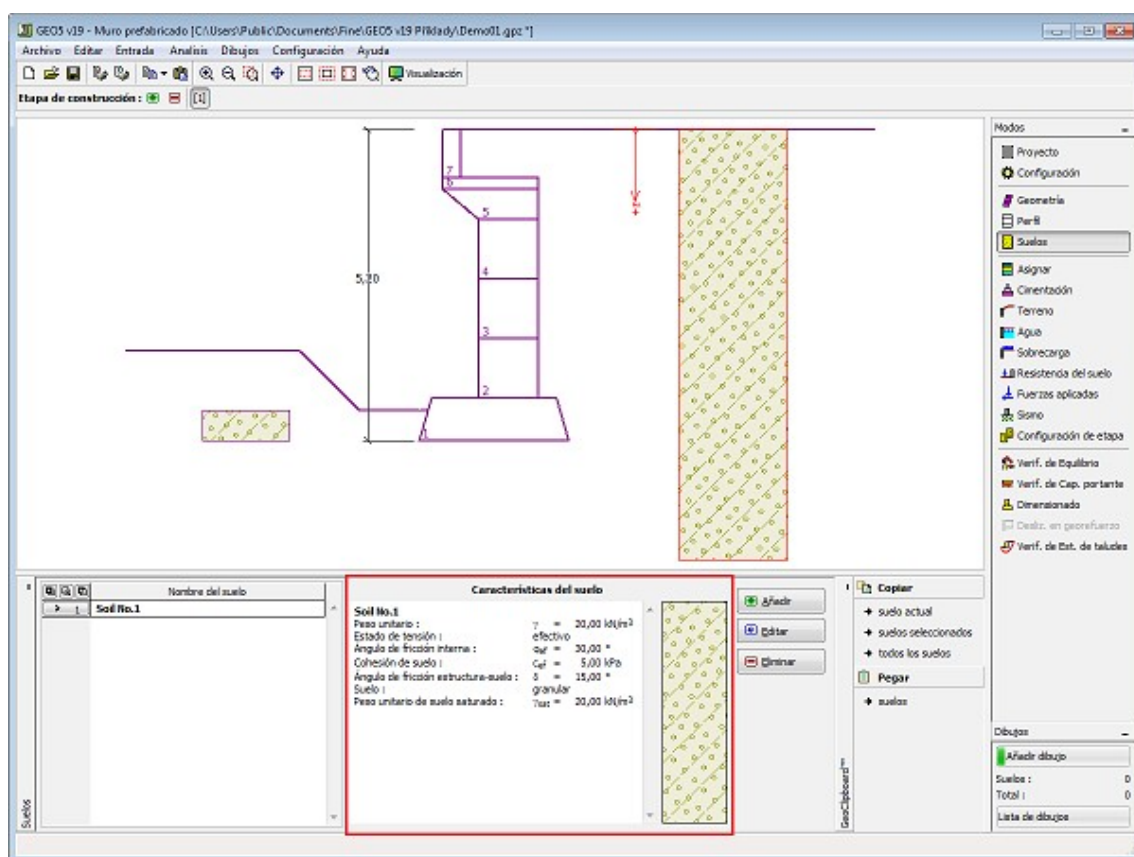 GEO5 v19 - Muro prefabricado [C:\Users\Public\Documents\Fine\GEO5 v19 Příklady\Demo01.gpz *]
Archivo Editar Entrada Analisis Dibujos Configuración Ayuda
Visualización
Etapa de construcción : [1]
7
6
5
5,20
4
3
2
1
+z
Modos
Proyecto
Configuración
Geometría
Perfil
Suelos
Asignar
Cimentación
Terreno
Agua
Sobrecarga
Resistencia del suelo
Fuerzas aplicadas
Sismo
Configuración de etapa
Verif. de Equilibrio
Verif. de Cap. portante
Dimensionado
Desliz. en georefuerzo
Verif. de Est. de taludes
Suelos
Nombre del suelo
> 1 Soil No.1
Características del suelo
Soil No.1
Peso unitario : γ = 20,00 kN/m³
Estado de tensión : efectivo
Ángulo de fricción interna : φef = 30,00 °
Cohesión de suelo : cef = 5,00 kPa
Ángulo de fricción estructura-suelo : δ = 15,00 °
Suelo : granular
Peso unitario de suelo saturado : γsat = 20,00 kN/m³
Añadir
Editar
Eliminar
GeoClipboard™
Copiar
suelo actual
suelos seleccionados
todos los suelos
Pegar
suelos
Dibujos
Añadir dibujo
Suelos : 0
Total : 0
Lista de dibujos